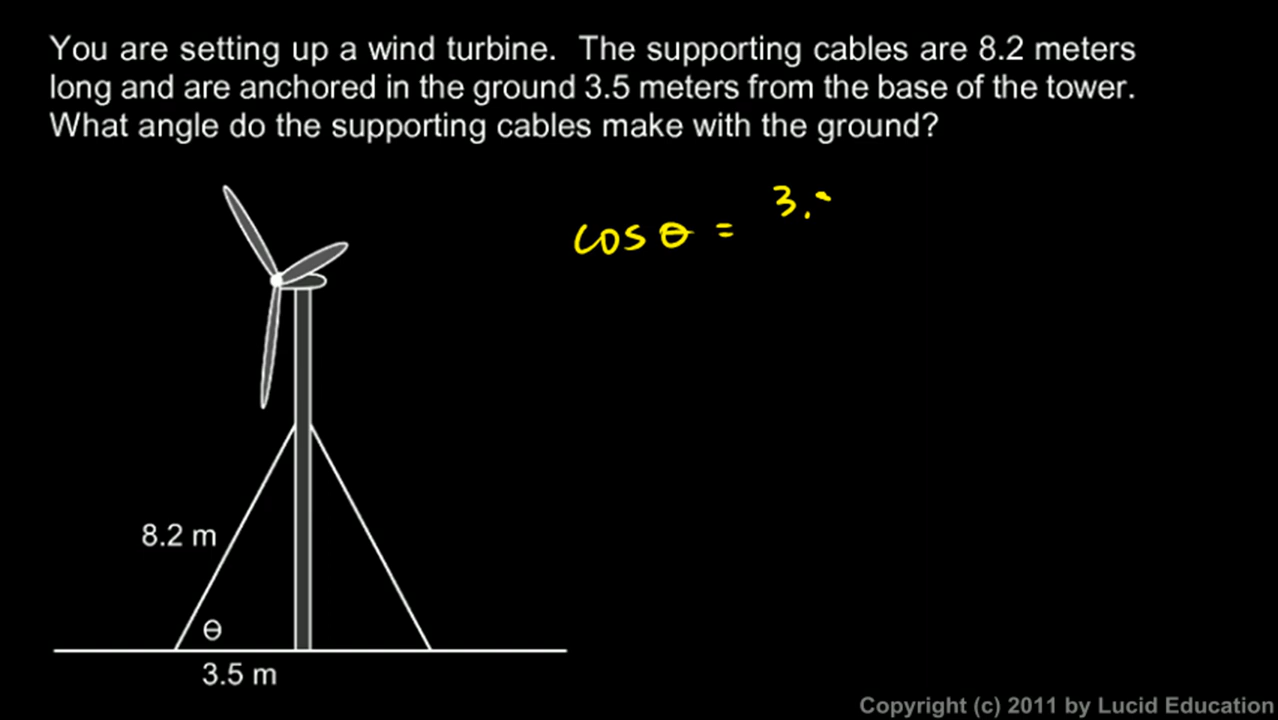 You are setting up a wind turbine. The supporting cables are 8.2 meters
long and are anchored in the ground 3.5 meters from the base of the tower.
What angle do the supporting cables make with the ground?
cos θ = 3.
8.2 m
θ
3.5 m
Copyright (c) 2011 by Lucid Education